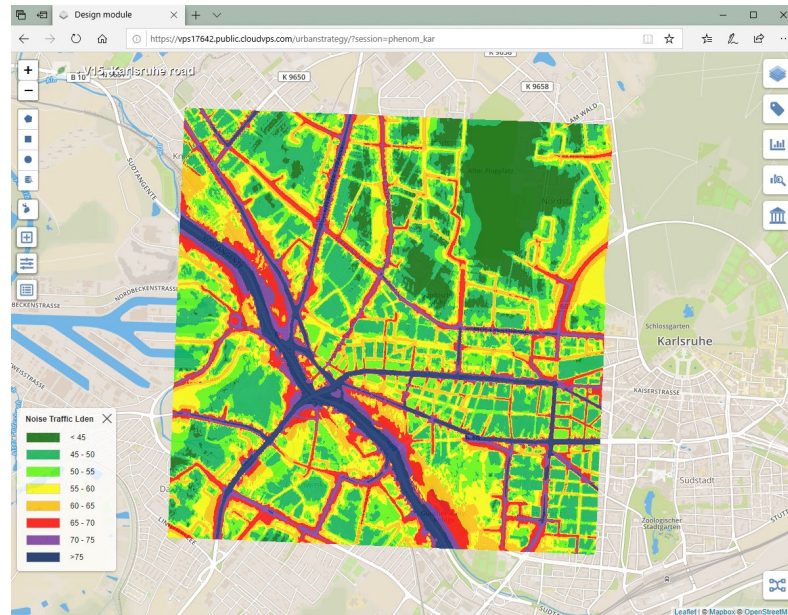 Design module
https://vps17642.public.cloudvps.com/urbanstrategy/?session=phenom_kar
V15_Karlsruhe road
B 10
K 9650
K 9658
AM WALD
SÜDTANGENTE
NORDBECKENSTRASSE
BECKENSTRASSE
Schlossgarten
Karlsruhe
KAISERSTRASSE
Südstadt
Zoologischer
Stadtgarten
Noise Traffic Lden
< 45
45 - 50
50 - 55
55 - 60
60 - 65
65 - 70
70 - 75
>75
Leaflet | © Mapbox © OpenStreetM